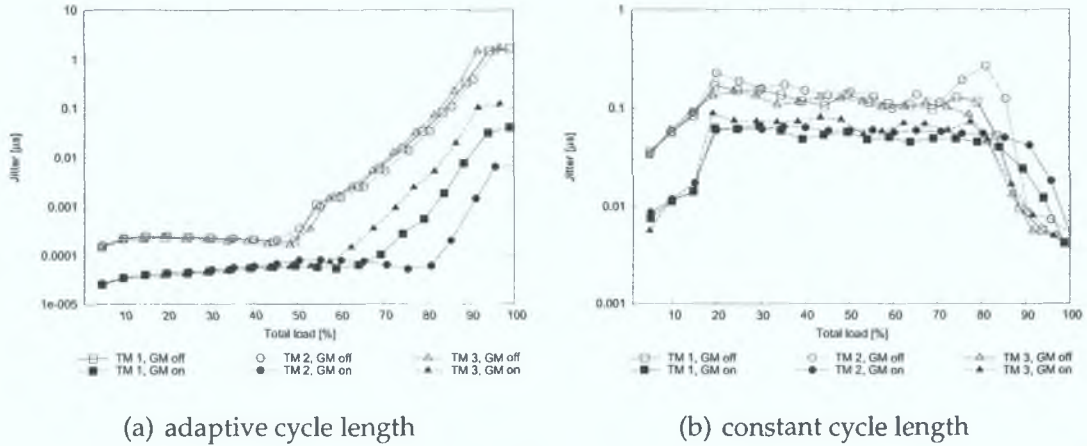 10
1
0.1
0.01
0.001
0.0001
1e-005
Jitter [µs]
10 20 30 40 50 60 70 80 90 100
Total load [%]
TM 1, GM off TM 2, GM off TM 3, GM off
TM 1, GM on TM 2, GM on TM 3, GM on
(a) adaptive cycle length
1
0.1
0.01
0.001
Jitter [µs]
10 20 30 40 50 60 70 80 90 100
Total load [%]
TM 1, GM off TM 2, GM off TM 3, GM off
TM 1, GM on TM 2, GM on TM 3, GM on
(b) constant cycle length